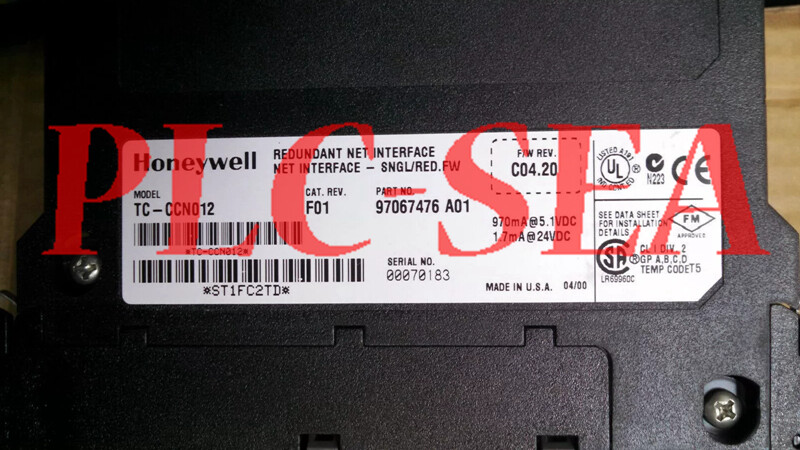 PLC-SEA
Honeywell
REDUNDANT NET INTERFACE
NET INTERFACE - SNGL/RED.FW
F/W REV.
C04.20
MODEL
TC-CCN012
CAT. REV.
F01
PART NO.
97067476 A01
970mA@5.1VDC
1.7mA@24VDC
*TC-CCN012*
SERIAL NO.
00070183
*ST1FC2TD*
MADE IN U.S.A. 04/00
UL
N223
CE
SEE DATA SHEET
FOR INSTALLATION
DETAILS
FM
APPROVED
SA
CL I DIV. 2
GP A,B,C,D
TEMP CODE T5
LR69960C